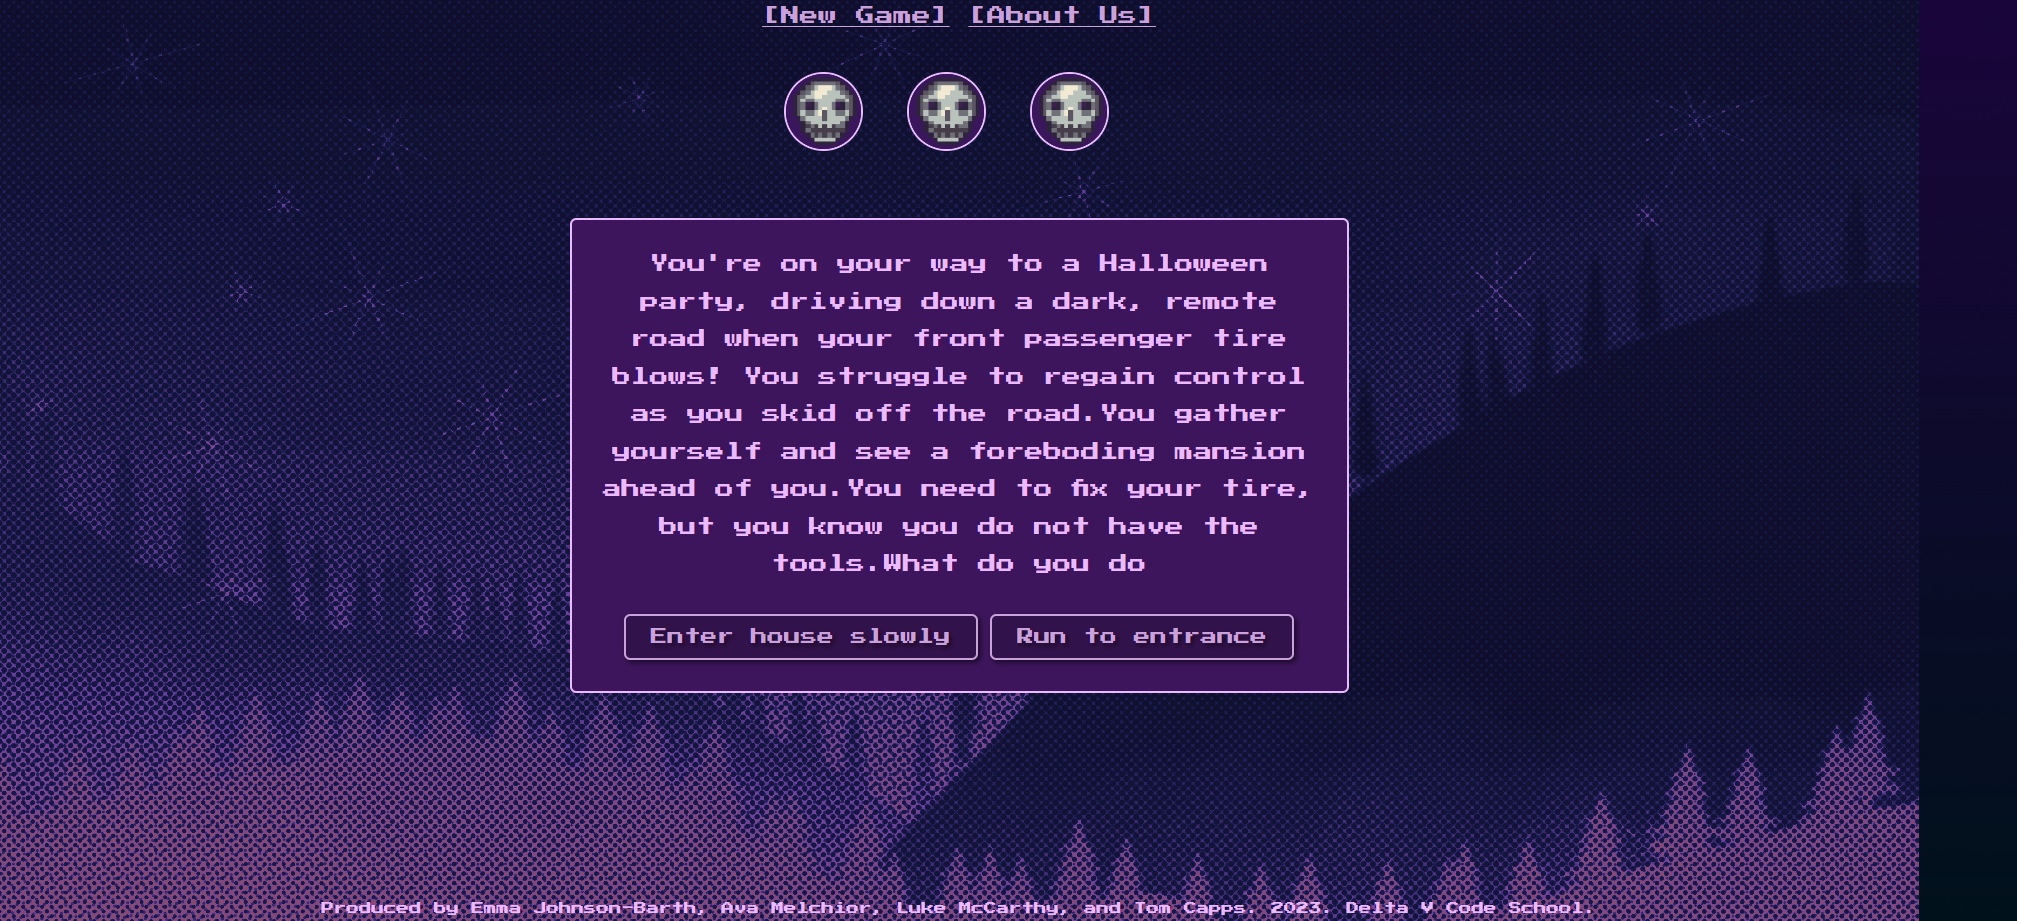 [New Game] [About Us]
You're on your way to a Halloween
party, driving down a dark, remote
road when your front passenger tire
blows! You struggle to regain control
as you skid off the road.You gather
yourself and see a foreboding mansion
ahead of you.You need to fix your tire,
but you know you do not have the
tools.What do you do
Enter house slowly Run to entrance
Produced by Emma Johnson-Barth, Ava Melchior, Luke McCarthy, and Tom Capps. 2023. Delta V Code School.